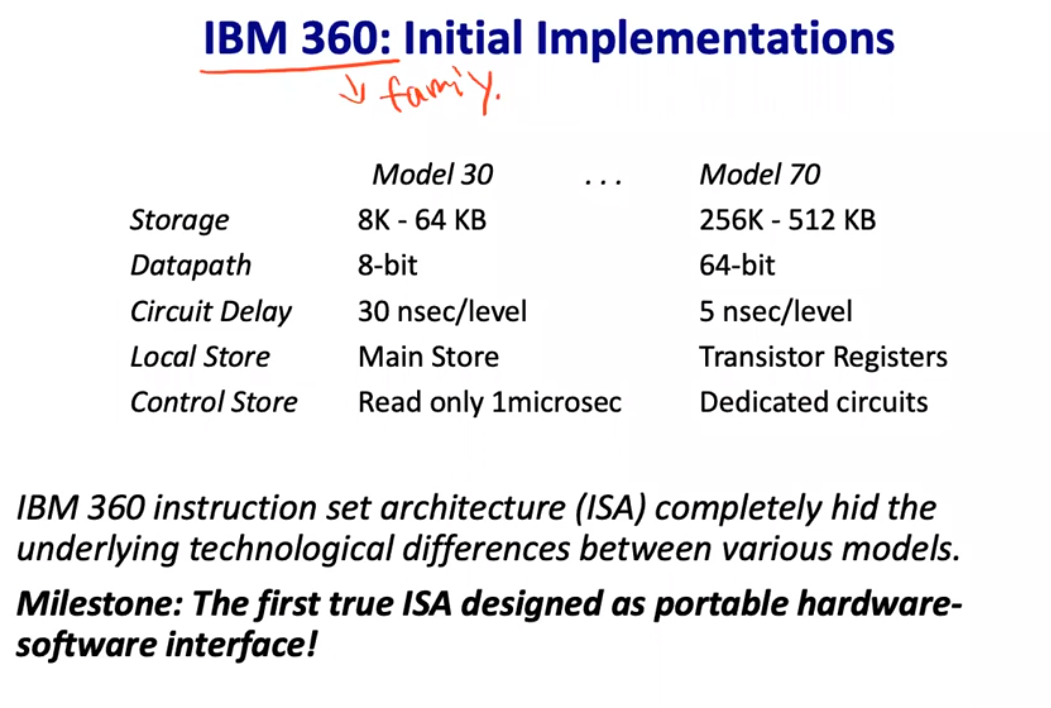 IBM 360: Initial Implementations
↓ family.
Model 30 ... Model 70
Storage 8K - 64 KB 256K - 512 KB
Datapath 8-bit 64-bit
Circuit Delay 30 nsec/level 5 nsec/level
Local Store Main Store Transistor Registers
Control Store Read only 1microsec Dedicated circuits
IBM 360 instruction set architecture (ISA) completely hid the
underlying technological differences between various models.
Milestone: The first true ISA designed as portable hardware-
software interface!